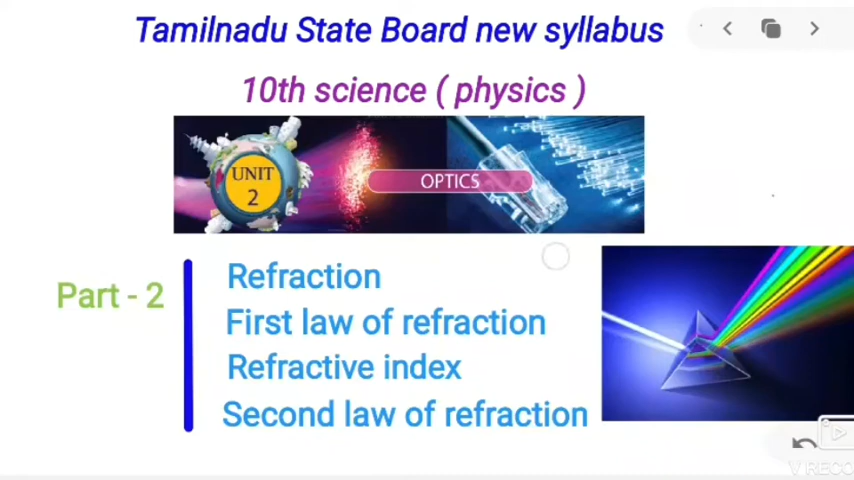 Tamilnadu State Board new syllabus
10th science ( physics )
UNIT
2
OPTICS
Part - 2
Refraction
First law of refraction
Refractive index
Second law of refraction
V RECO